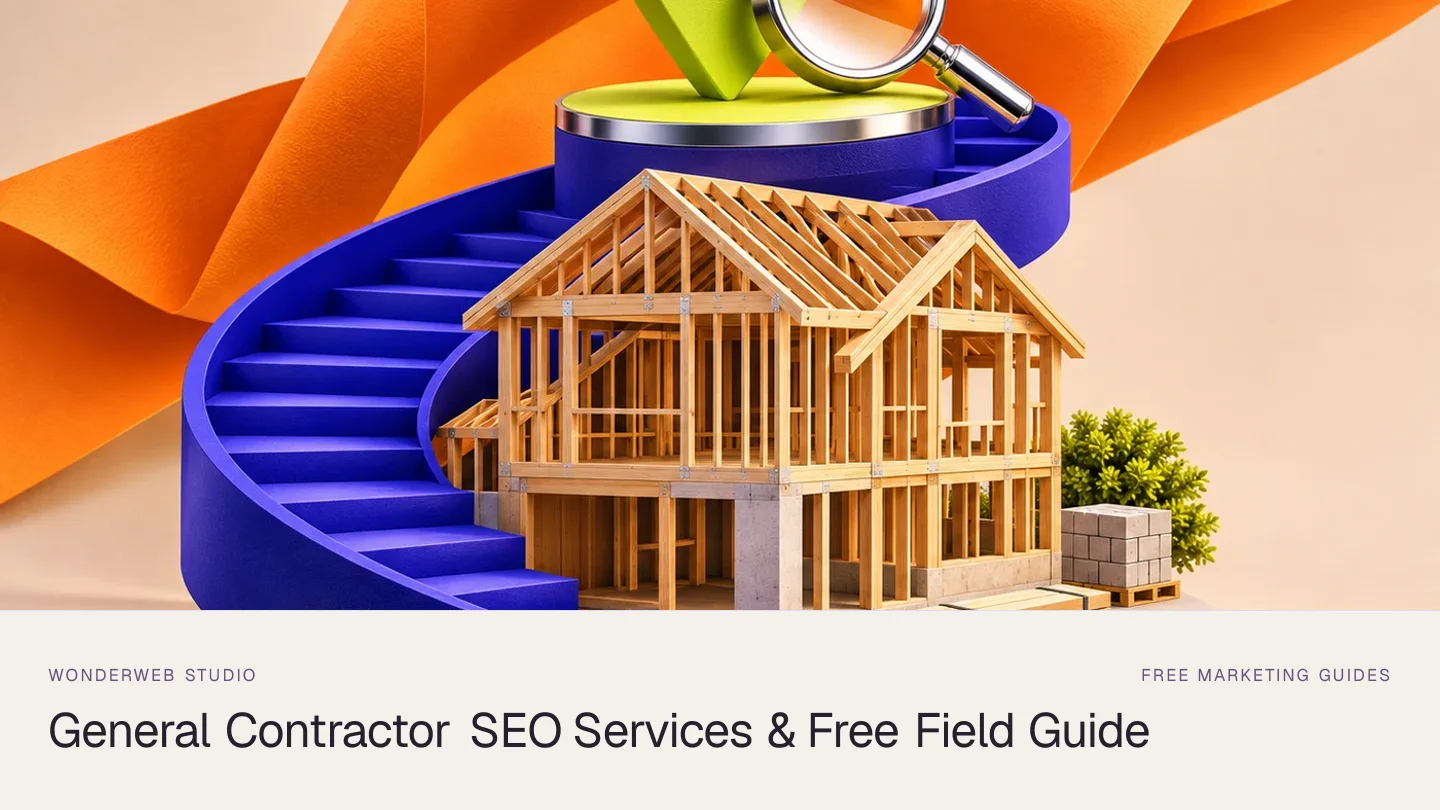 WONDERWEB STUDIO
FREE MARKETING GUIDES
General Contractor SEO Services & Free Field Guide